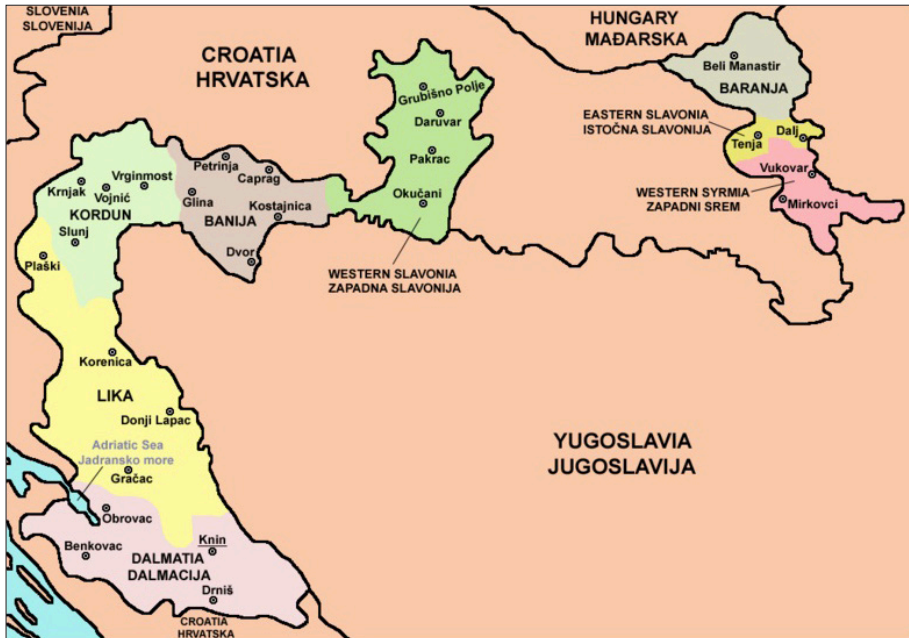 SLOVENIA
SLOVENIJA
CROATIA
HRVATSKA
HUNGARY
MAĐARSKA
Beli Manastir
BARANJA
Grubišno Polje
Daruvar
EASTERN SLAVONIA
ISTOČNA SLAVONIJA
Tenja
Dalj
Pakrac
Petrinja
Caprag
Vukovar
Vrginmost
Krnjak
Vojnić
Glina
Okučani
WESTERN SYRMIA
ZAPADNI SREM
Mirkovci
KORDUN
BANIJA
Kostajnica
Slunj
Dvor
Plaški
WESTERN SLAVONIA
ZAPADNA SLAVONIJA
Korenica
LIKA
Donji Lapac
Adriatic Sea
Jadransko more
YUGOSLAVIA
JUGOSLAVIJA
Gračac
Obrovac
Knin
Benkovac
DALMATIA
DALMACIJA
Drniš
CROATIA
HRVATSKA